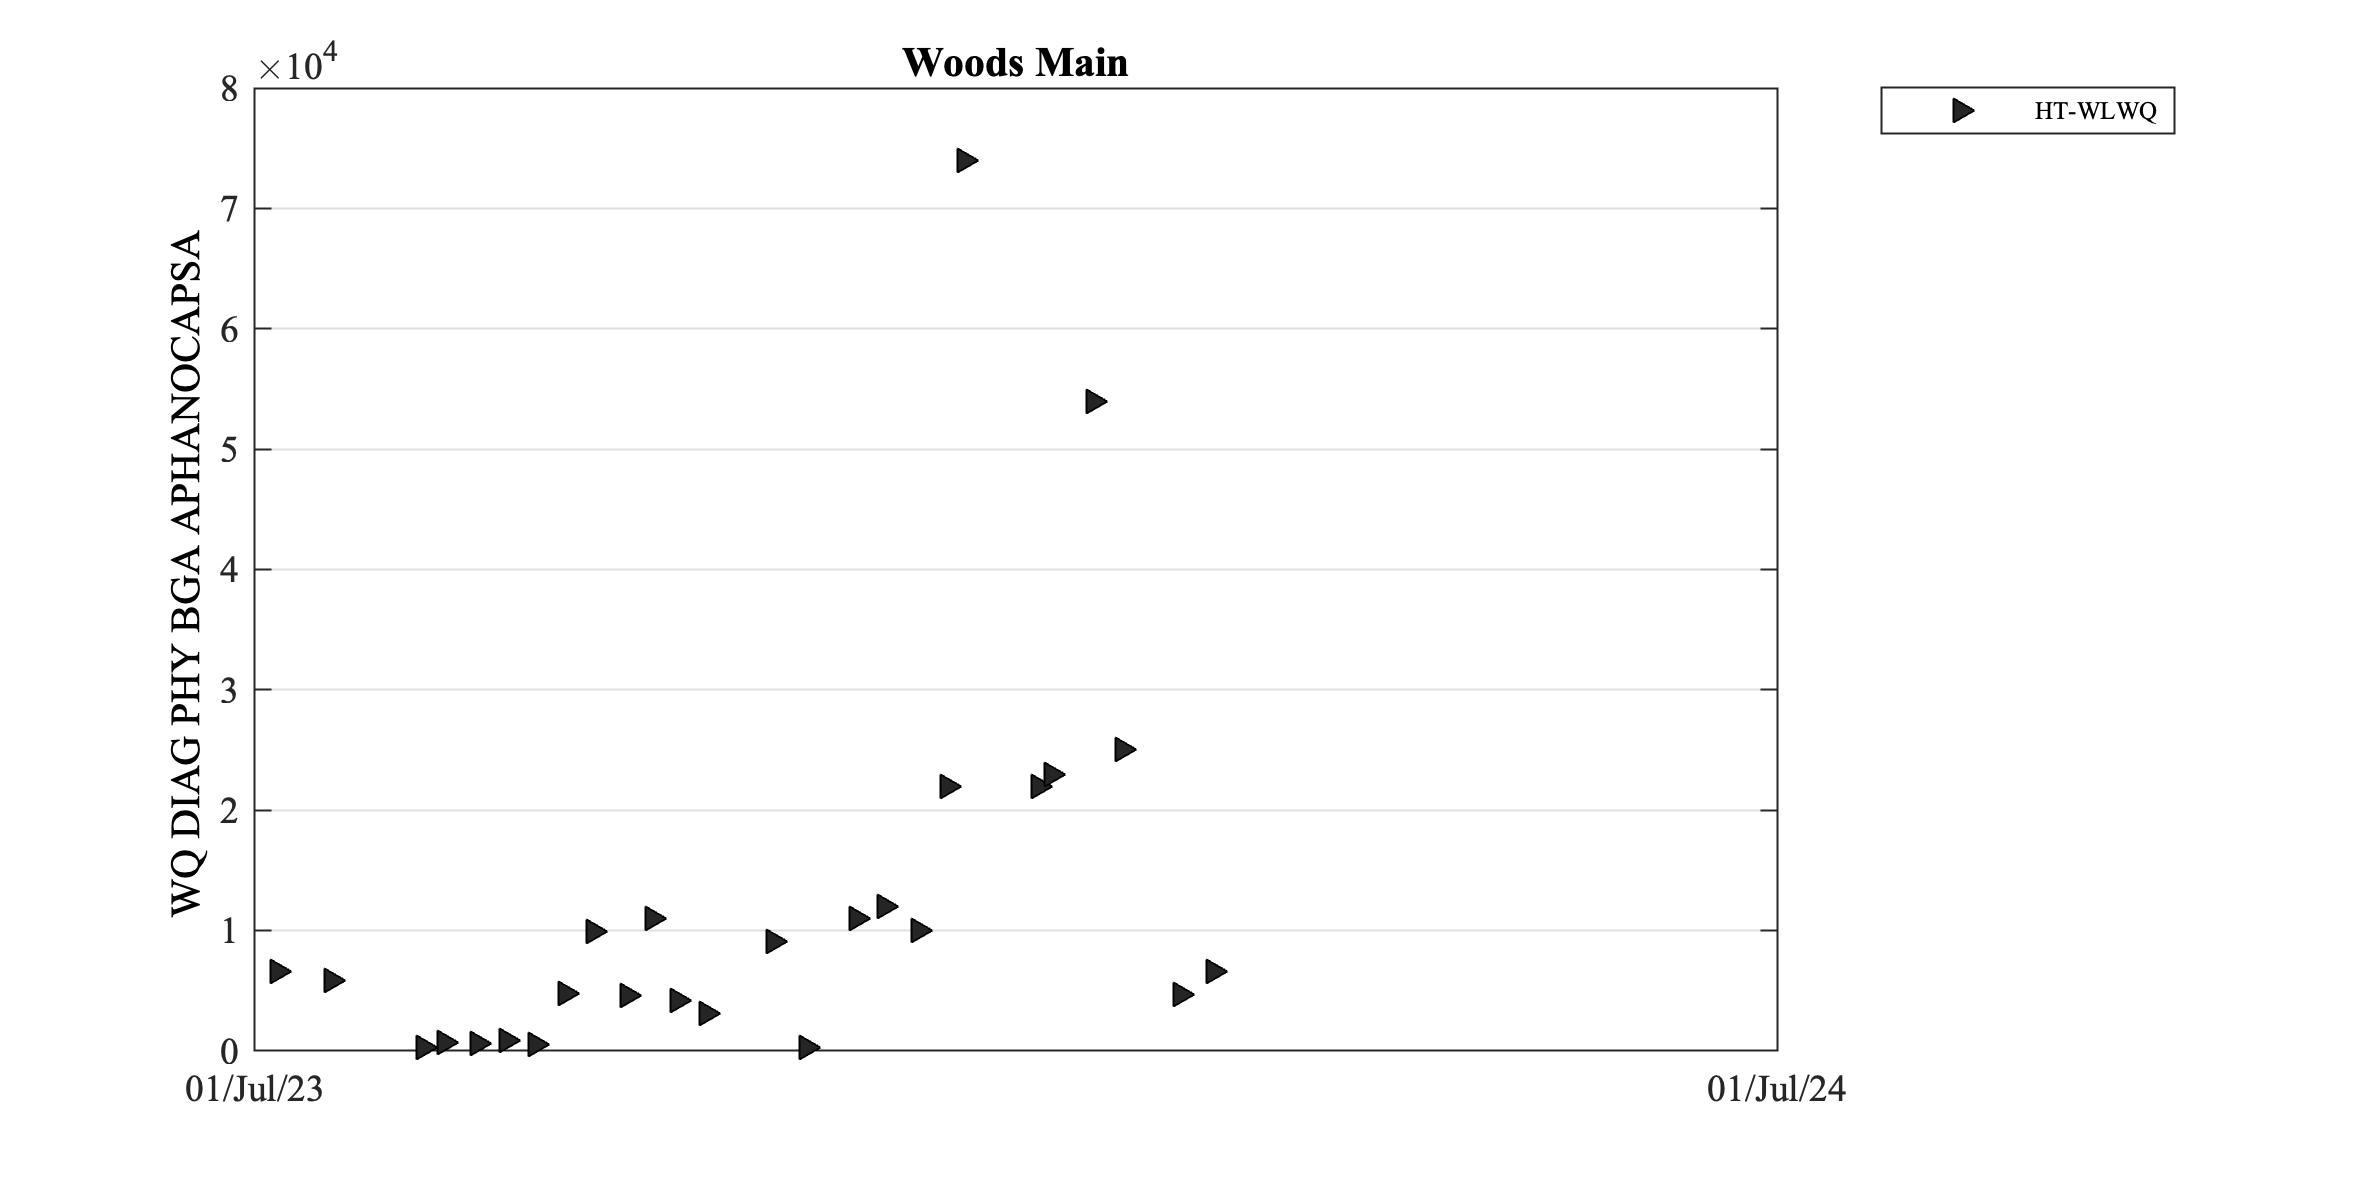 Woods Main
×10⁴
8
7
6
5
4
3
2
1
0
WQ DIAG PHY BGA APHANOCAPSA
01/Jul/23
01/Jul/24
HT-WLWQ